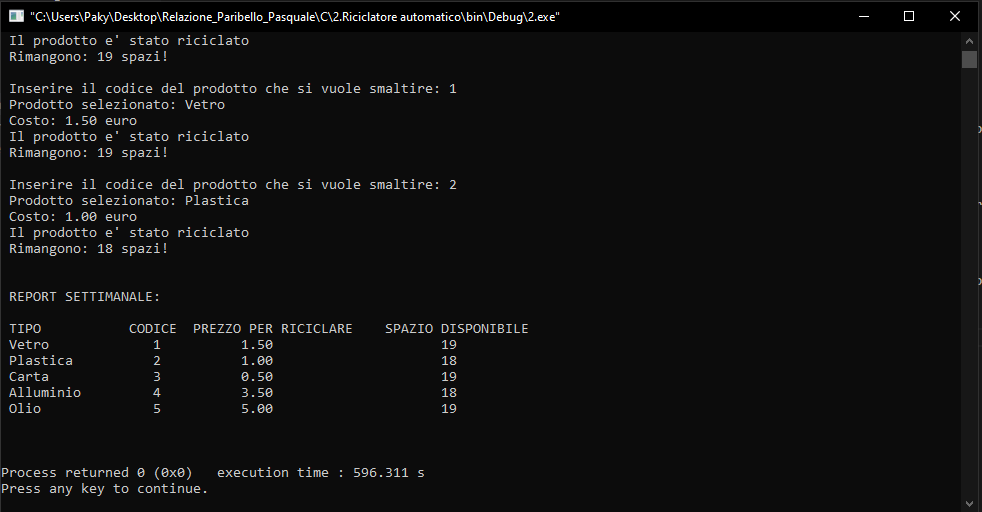 "C:\Users\Paky\Desktop\Relazione_Paribello_Pasquale\C\2.Riciclatore automatico\bin\Debug\2.exe"
Il prodotto e' stato riciclato
Rimangono: 19 spazi!
Inserire il codice del prodotto che si vuole smaltire: 1
Prodotto selezionato: Vetro
Costo: 1.50 euro
Il prodotto e' stato riciclato
Rimangono: 19 spazi!
Inserire il codice del prodotto che si vuole smaltire: 2
Prodotto selezionato: Plastica
Costo: 1.00 euro
Il prodotto e' stato riciclato
Rimangono: 18 spazi!
REPORT SETTIMANALE:
TIPO CODICE PREZZO PER RICICLARE SPAZIO DISPONIBILE
Vetro 1 1.50 19
Plastica 2 1.00 18
Carta 3 0.50 19
Alluminio 4 3.50 18
Olio 5 5.00 19
Process returned 0 (0x0) execution time : 596.311 s
Press any key to continue.